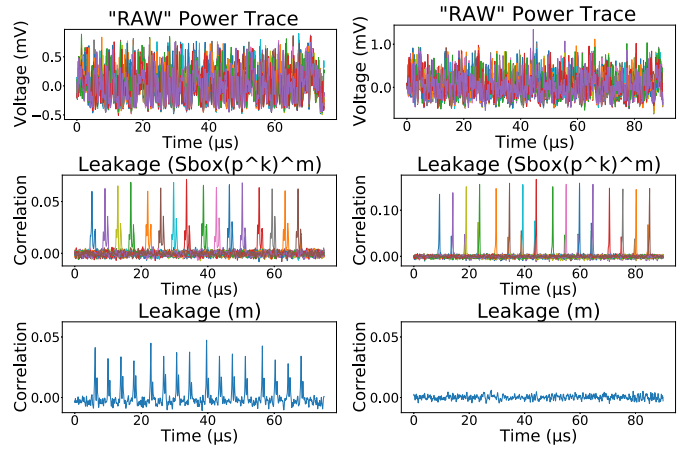 "RAW" Power Trace
Voltage (mV)
0.5
0.0
−0.5
0 20 40 60
Time (μs)
"RAW" Power Trace
Voltage (mV)
1.0
0.0
0 20 40 60 80
Time (μs)
Leakage (Sbox(p^k)^m)
Correlation
0.05
0.00
0 20 40 60
Time (μs)
Leakage (Sbox(p^k)^m)
Correlation
0.10
0.00
0 20 40 60 80
Time (μs)
Leakage (m)
Correlation
0.05
0.00
0 20 40 60
Time (μs)
Leakage (m)
Correlation
0.05
0.00
0 20 40 60 80
Time (μs)